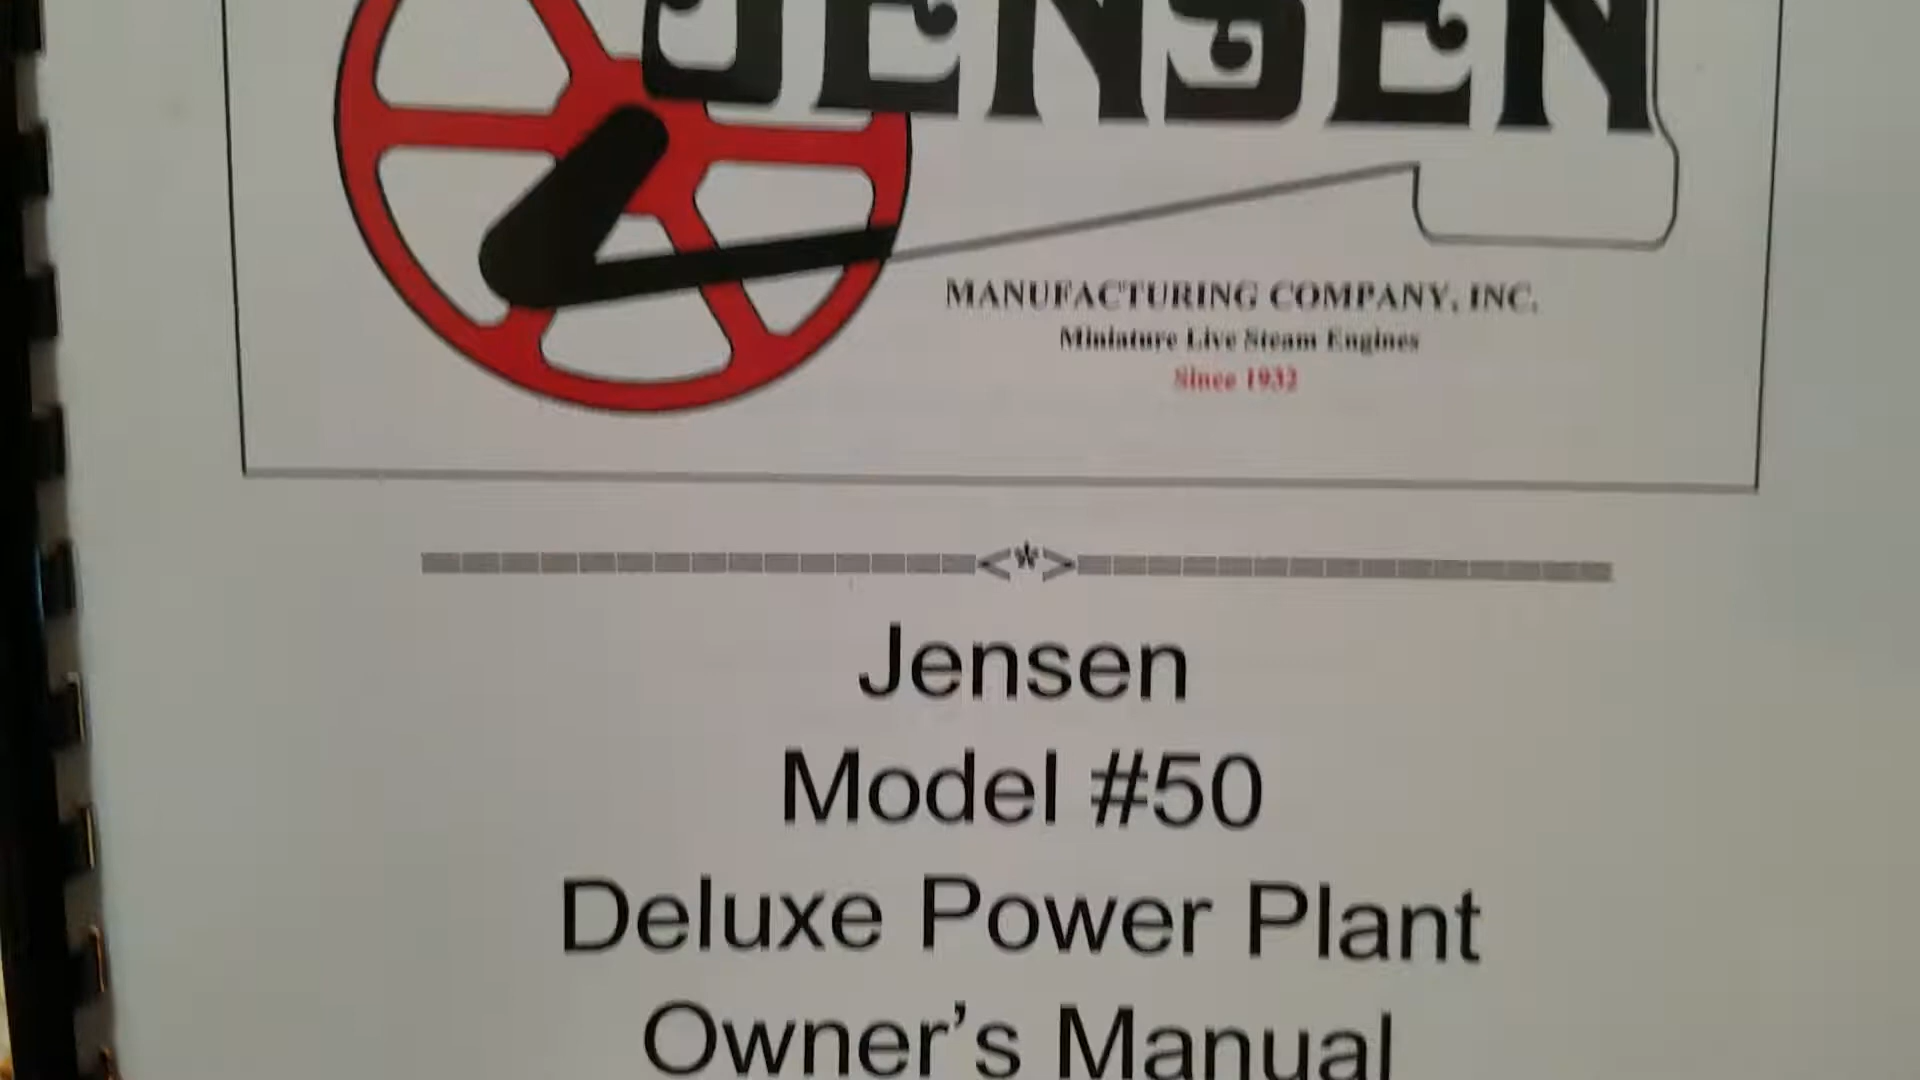 JENSEN
MANUFACTURING COMPANY, INC.
Miniature Live Steam Engines
Since 1932
<*>
Jensen
Model #50
Deluxe Power Plant
Owner's Manual